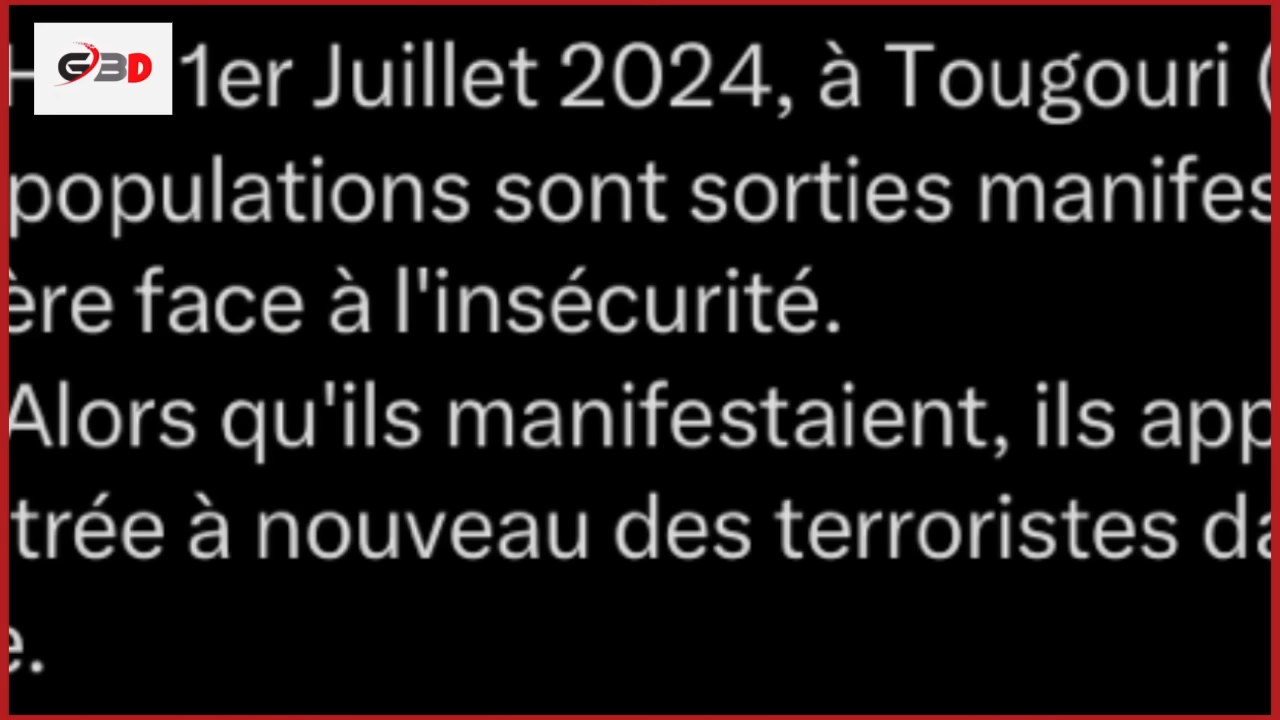 GBD
1er Juillet 2024, à Tougouri (
populations sont sorties manifes
ère face à l'insécurité.
Alors qu'ils manifestaient, ils app
trée à nouveau des terroristes da
e.